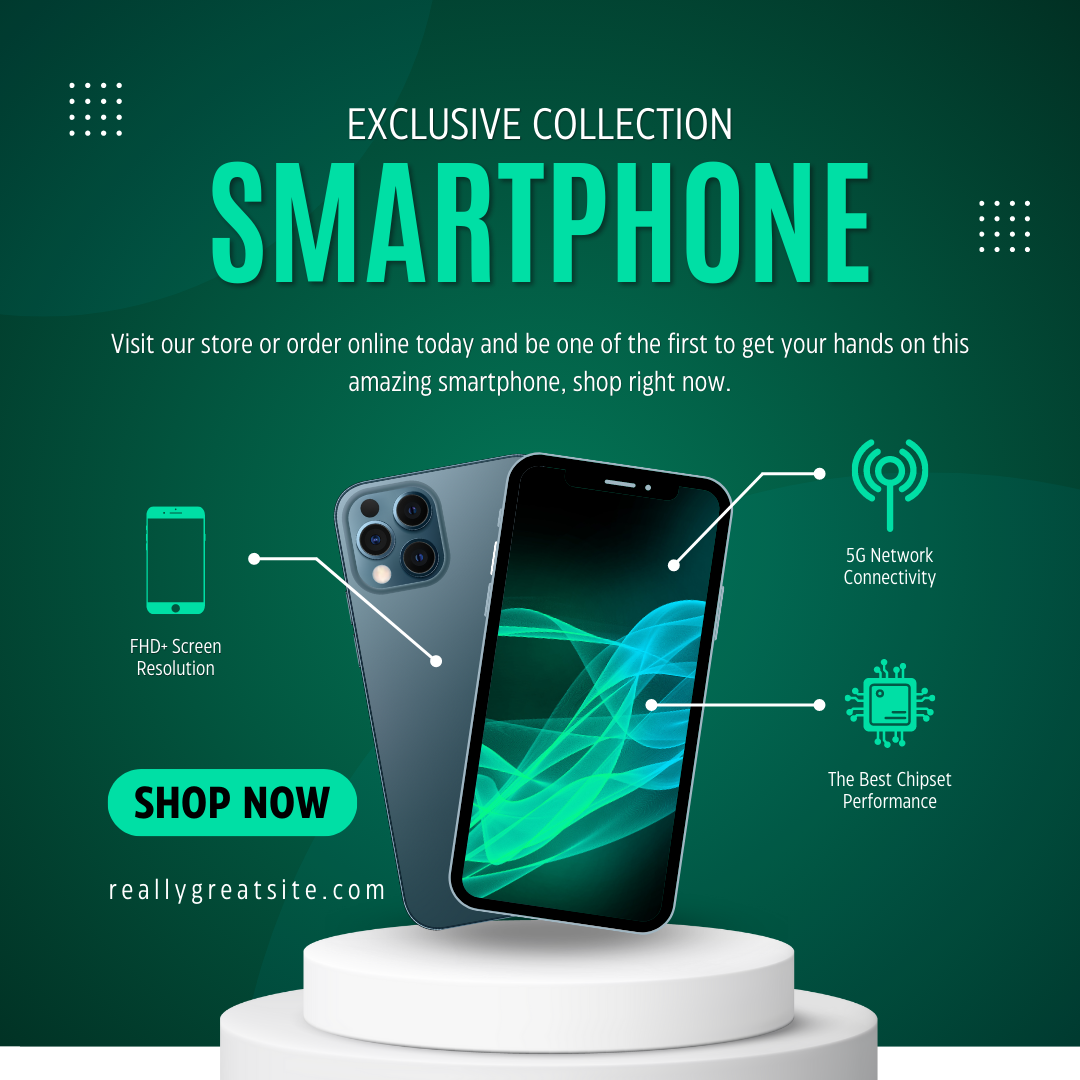 EXCLUSIVE COLLECTION
SMARTPHONE
Visit our store or order online today and be one of the first to get your hands on this
amazing smartphone, shop right now.
5G Network
Connectivity
FHD+ Screen
Resolution
The Best Chipset
Performance
SHOP NOW
reallygreatsite.com